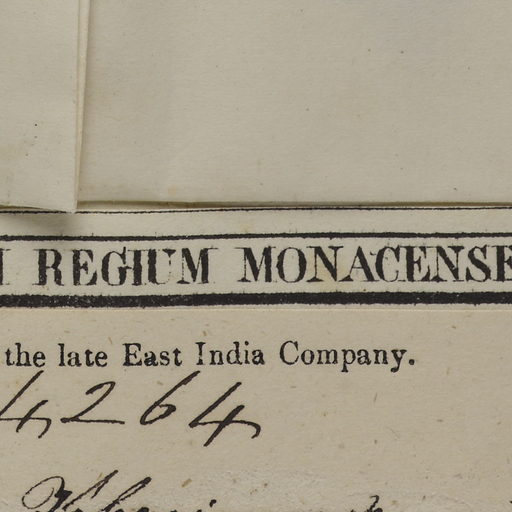 REGIUM MONACENSE
the late East India Company.
4264